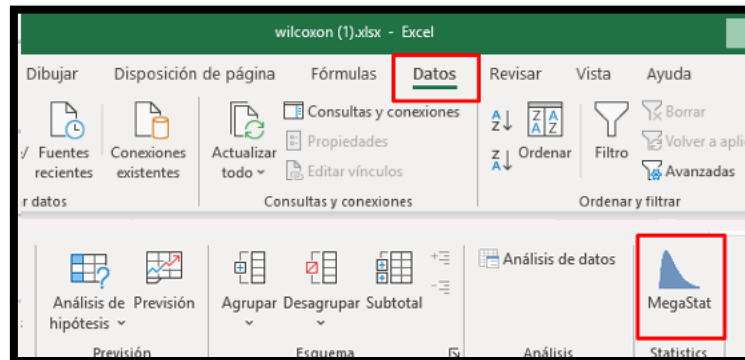 wilcoxon (1).xlsx - Excel
Dibujar Disposición de página Fórmulas Datos Revisar Vista Ayuda
Fuentes recientes
Conexiones existentes
Actualizar todo
Consultas y conexiones
Propiedades
Editar vínculos
Ordenar
Filtro
Borrar
Volver a apli
Avanzadas
r datos Consultas y conexiones Ordenar y filtrar
Análisis de hipótesis
Previsión
Agrupar Desagrupar Subtotal
Análisis de datos
MegaStat
Previsión Esquema Análisis Statistics